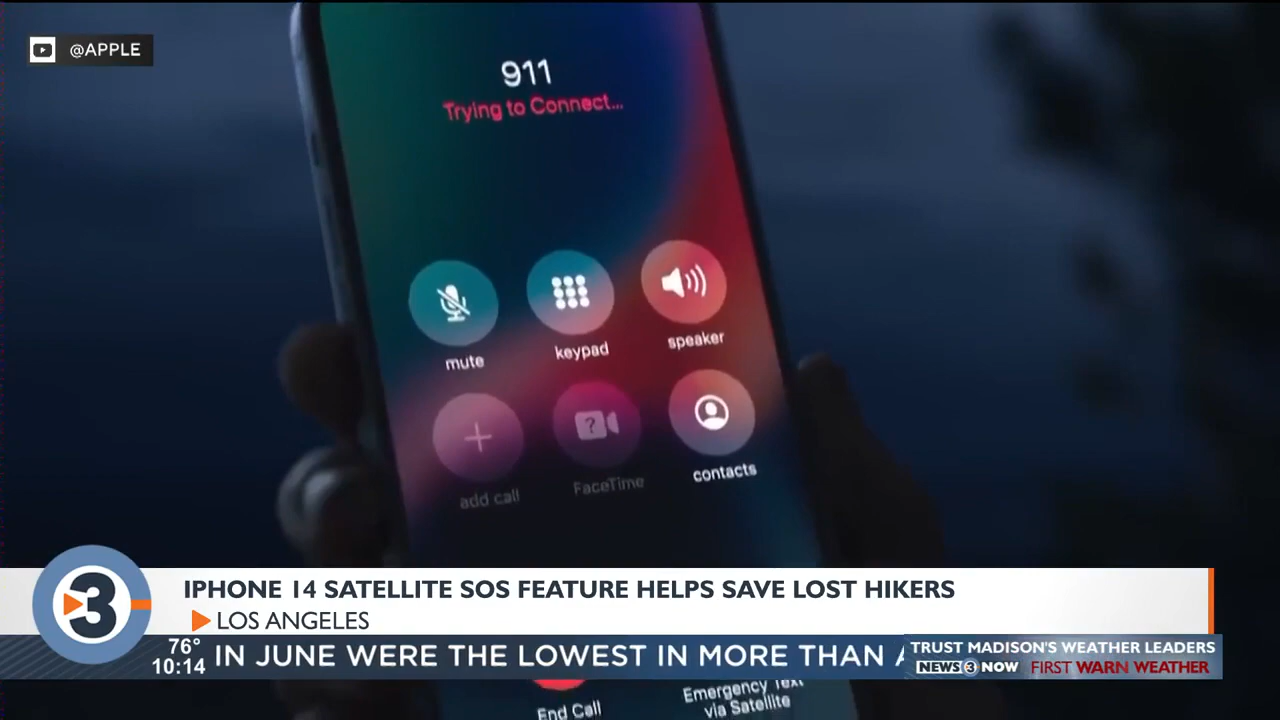 @APPLE
911
Trying to Connect...
mute
keypad
speaker
add call
FaceTime
contacts
3
IPHONE 14 SATELLITE SOS FEATURE HELPS SAVE LOST HIKERS
LOS ANGELES
76°
10:14
IN JUNE WERE THE LOWEST IN MORE THAN A
TRUST MADISON'S WEATHER LEADERS
NEWS 3 NOW FIRST WARN WEATHER
End Call
Emergency Text
via Satellite